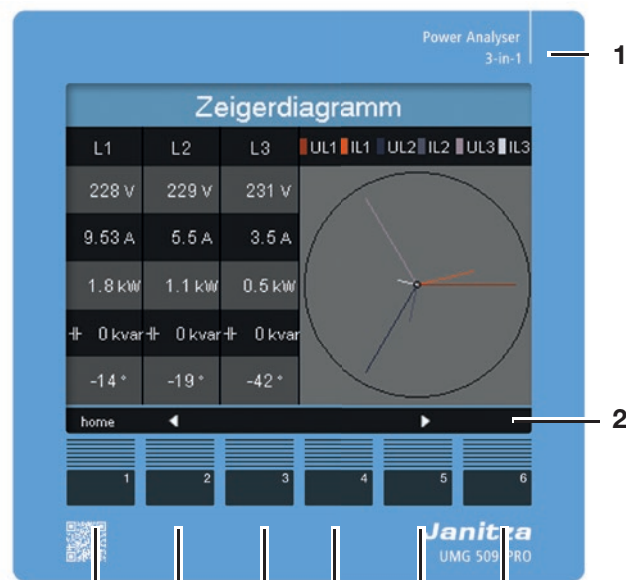 Power Analyser
3-in-1
1
Zeigerdiagramm
L1 L2 L3 UL1 IL1 UL2 IL2 UL3 IL3
228 V 229 V 231 V
9.53 A 5.5 A 3.5 A
1.8 kW 1.1 kW 0.5 kW
0 kvar 0 kvar 0 kvar
-14 ° -19 ° -42 °
home
2
1 2 3 4 5 6
Janitza
UMG 509 PRO